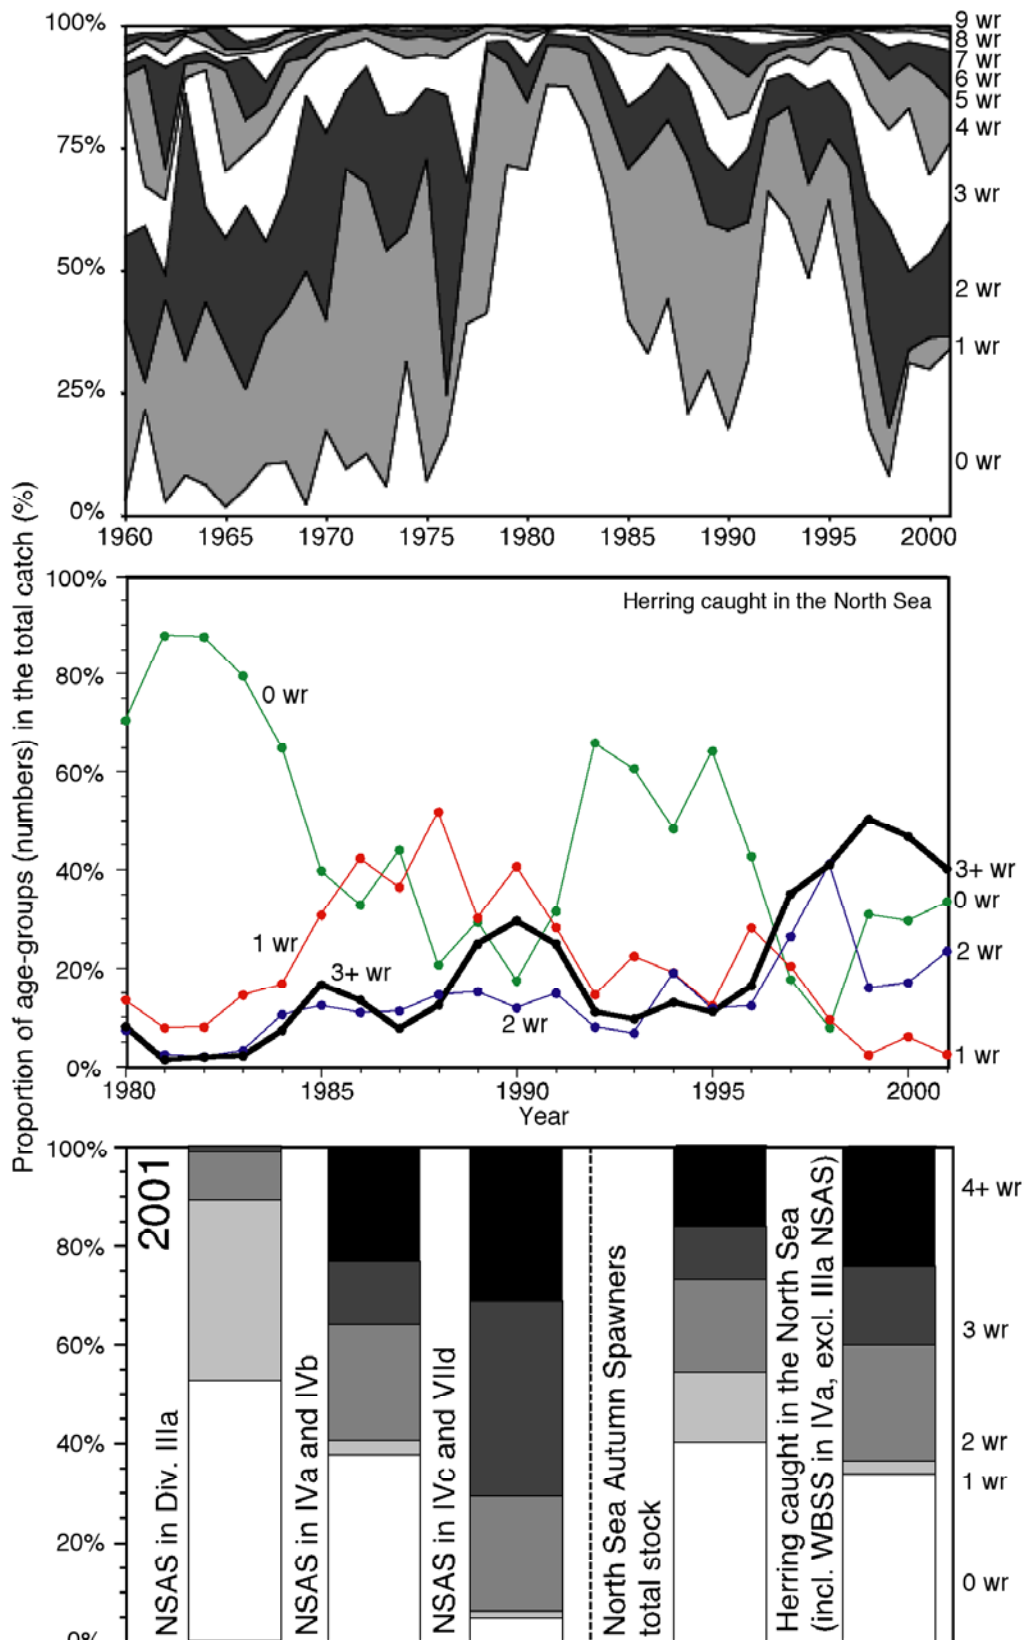 100%
75%
50%
25%
0%
9 wr
8 wr
7 wr
6 wr
5 wr
4 wr
3 wr
2 wr
1 wr
0 wr
1960 1965 1970 1975 1980 1985 1990 1995 2000
Proportion of age-groups (numbers) in the total catch (%)
100%
80%
60%
40%
20%
0%
Herring caught in the North Sea
0 wr
1 wr
3+ wr
2 wr
3+ wr
0 wr
2 wr
1 wr
1980 1985 1990 1995 2000
Year
100%
80%
60%
40%
20%
0%
2001
NSAS in Div. IIIa
NSAS in IVa and IVb
NSAS in IVc and VIId
North Sea Autumn Spawners
total stock
Herring caught in the North Sea
(incl. WBSS in IVa, excl. IIIa NSAS)
4+ wr
3 wr
2 wr
1 wr
0 wr